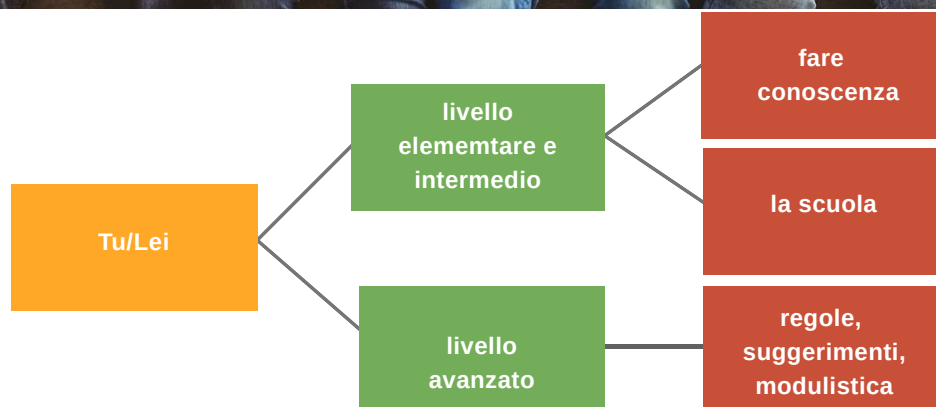 Tu/Lei
livello
elememtare e
intermedio
livello
avanzato
fare
conoscenza
la scuola
regole,
suggerimenti,
modulistica